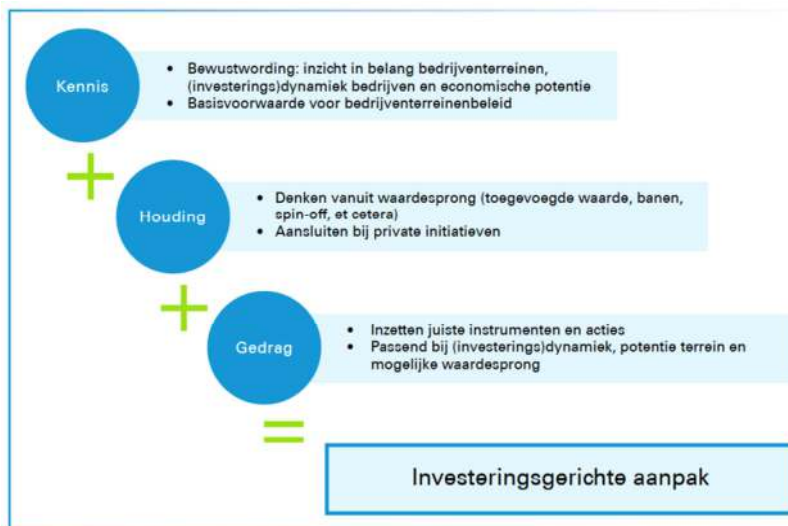 Kennis
• Bewustwording: inzicht in belang bedrijventerreinen,
(investerings)dynamiek bedrijven en economische potentie
• Basisvoorwaarde voor bedrijventerreinenbeleid
+
Houding
• Denken vanuit waardesprong (toegevoegde waarde, banen,
spin-off, et cetera)
• Aansluiten bij private initiatieven
+
Gedrag
• Inzetten juiste instrumenten en acties
• Passend bij (investerings)dynamiek, potentie terrein en
mogelijke waardesprong
=
Investeringsgerichte aanpak